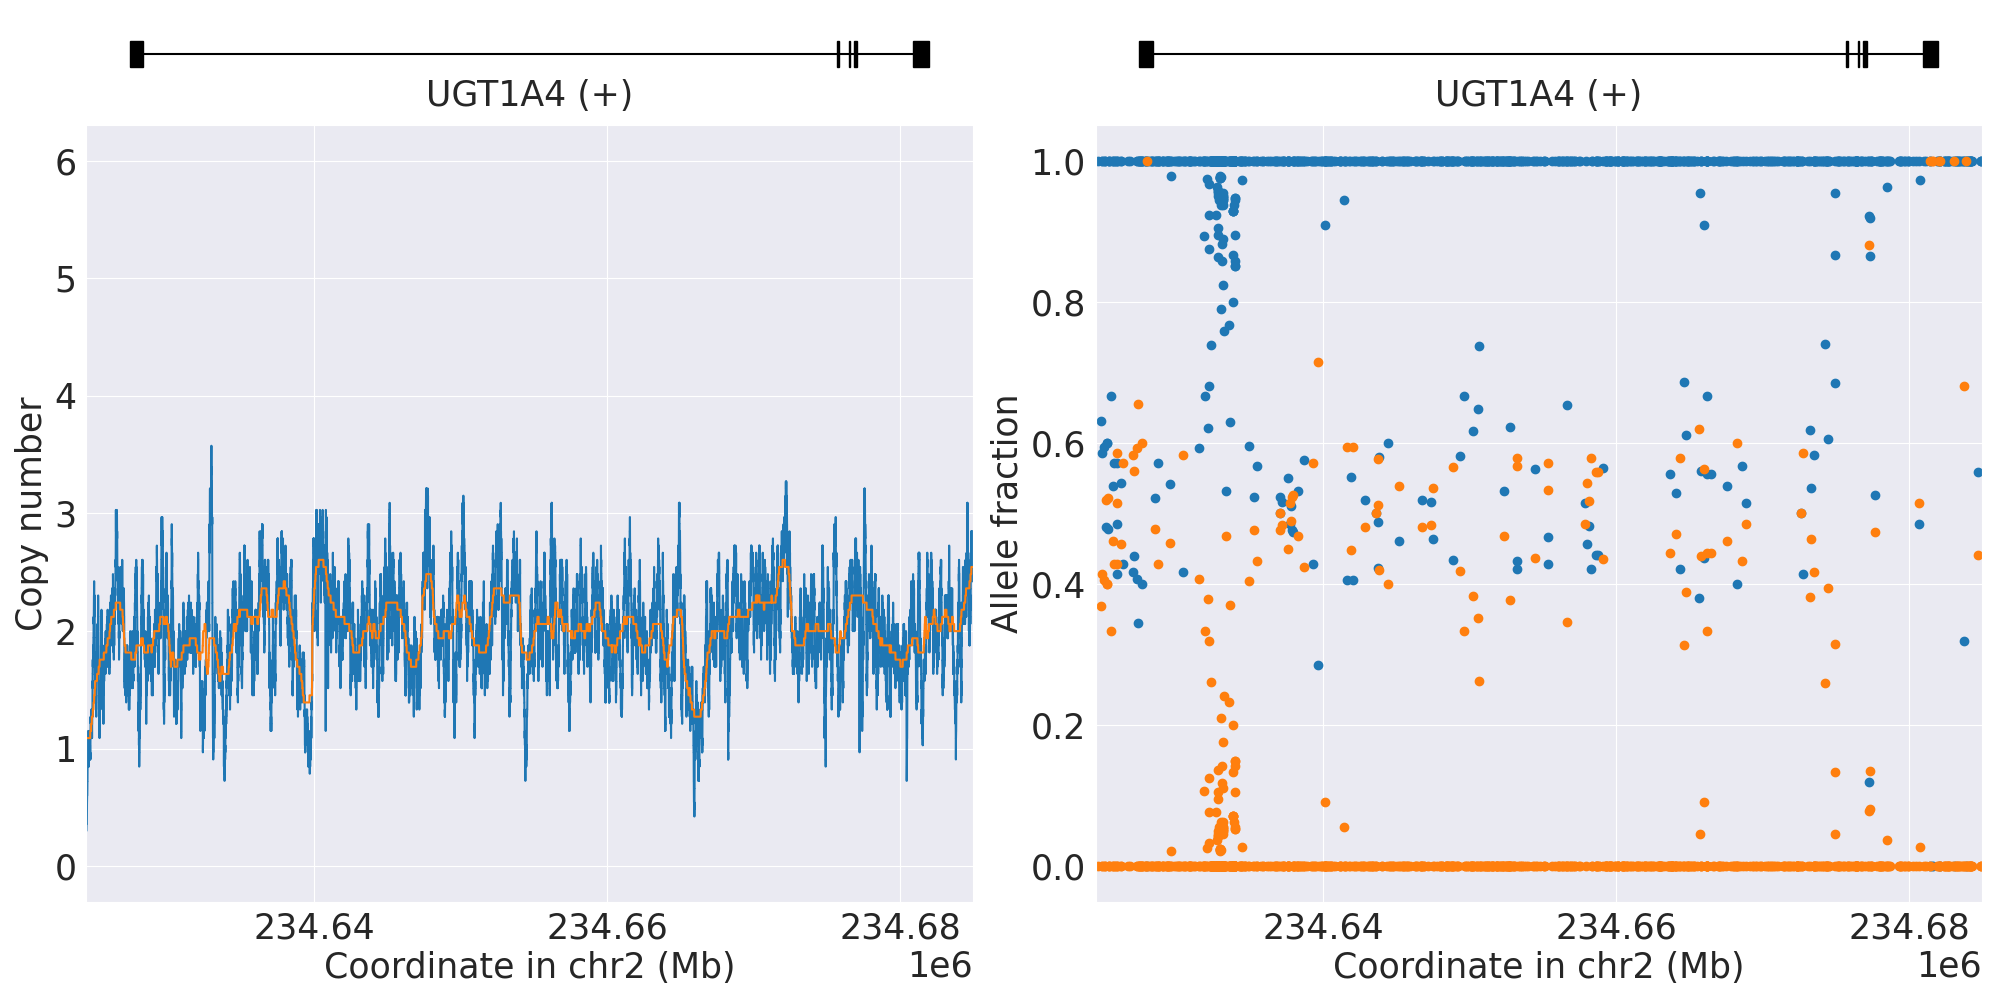 UGT1A4 (+)
6
5
4
3
2
1
0
Copy number
234.64
234.66
234.68
Coordinate in chr2 (Mb)
1e6
UGT1A4 (+)
1.0
0.8
0.6
0.4
0.2
0.0
Allele fraction
234.64
234.66
234.68
Coordinate in chr2 (Mb)
1e6